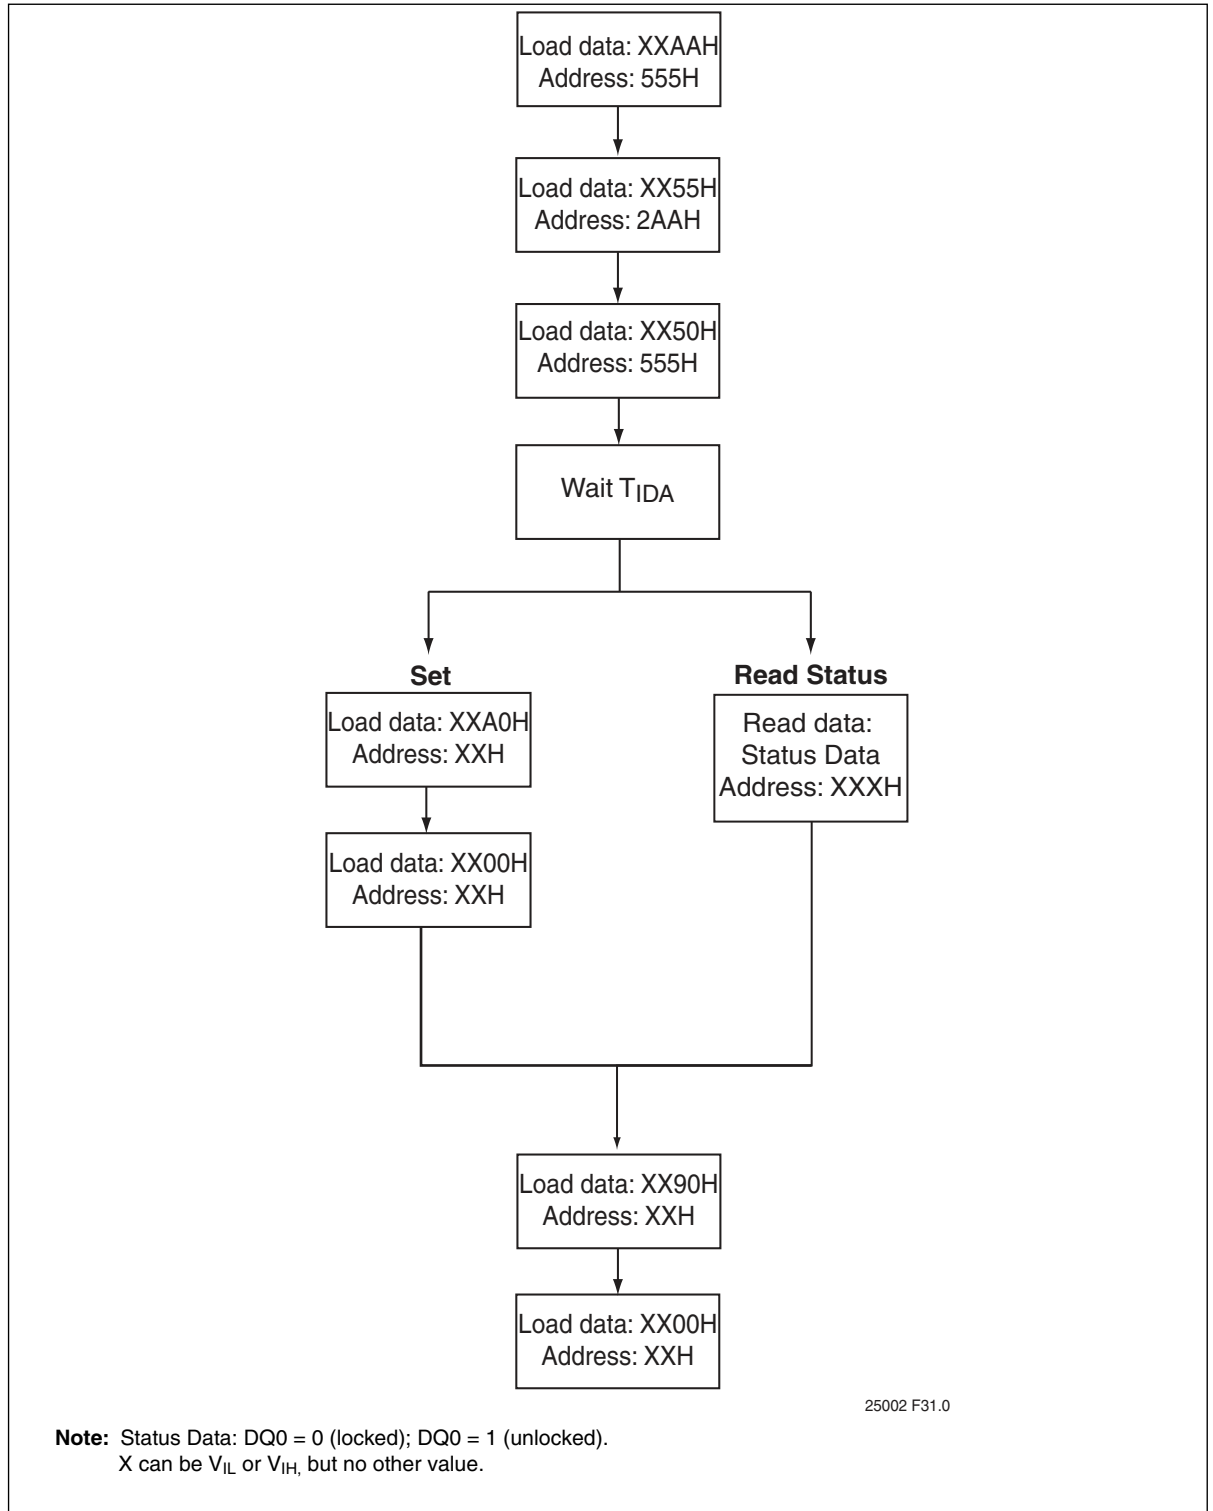 Load data: XXAAH
Address: 555H
Load data: XX55H
Address: 2AAH
Load data: XX50H
Address: 555H
Wait TIDA
Set
Load data: XXA0H
Address: XXH
Load data: XX00H
Address: XXH
Read Status
Read data:
Status Data
Address: XXXH
Load data: XX90H
Address: XXH
Load data: XX00H
Address: XXH
25002 F31.0
Note: Status Data: DQ0 = 0 (locked); DQ0 = 1 (unlocked).
X can be VIL or VIH, but no other value.